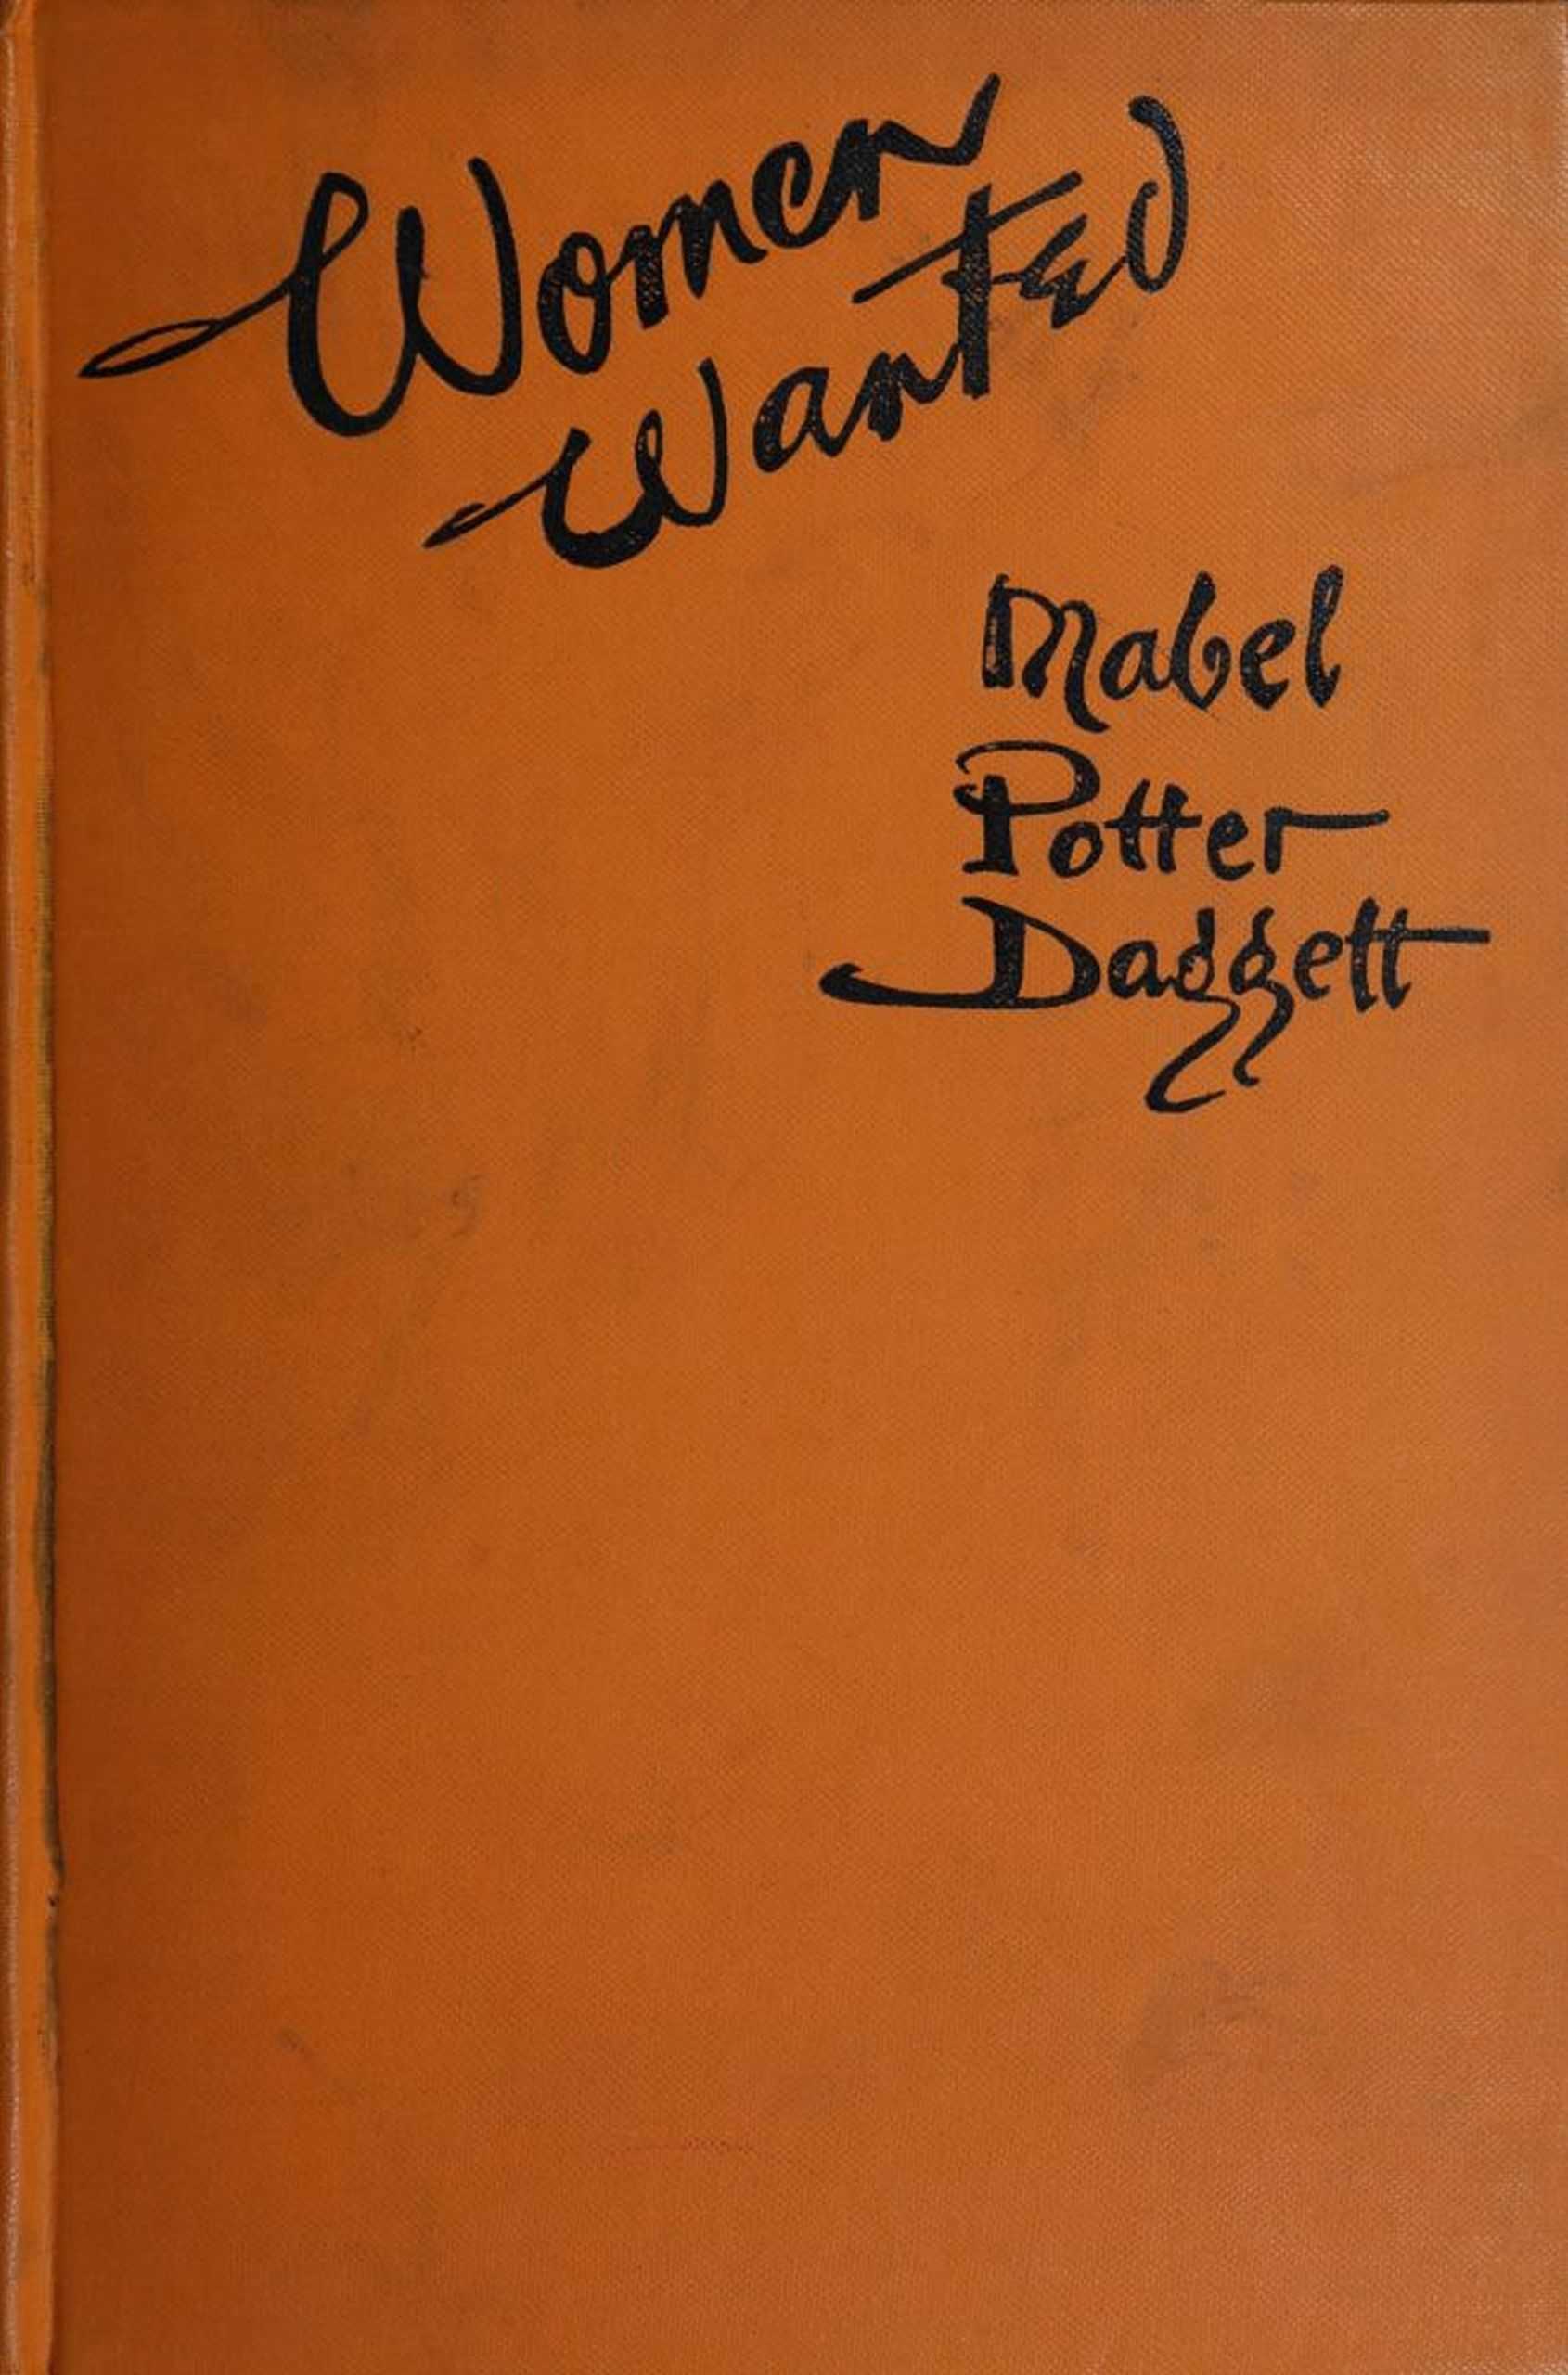 Women
Wanted
Mabel
Potter
Daggett